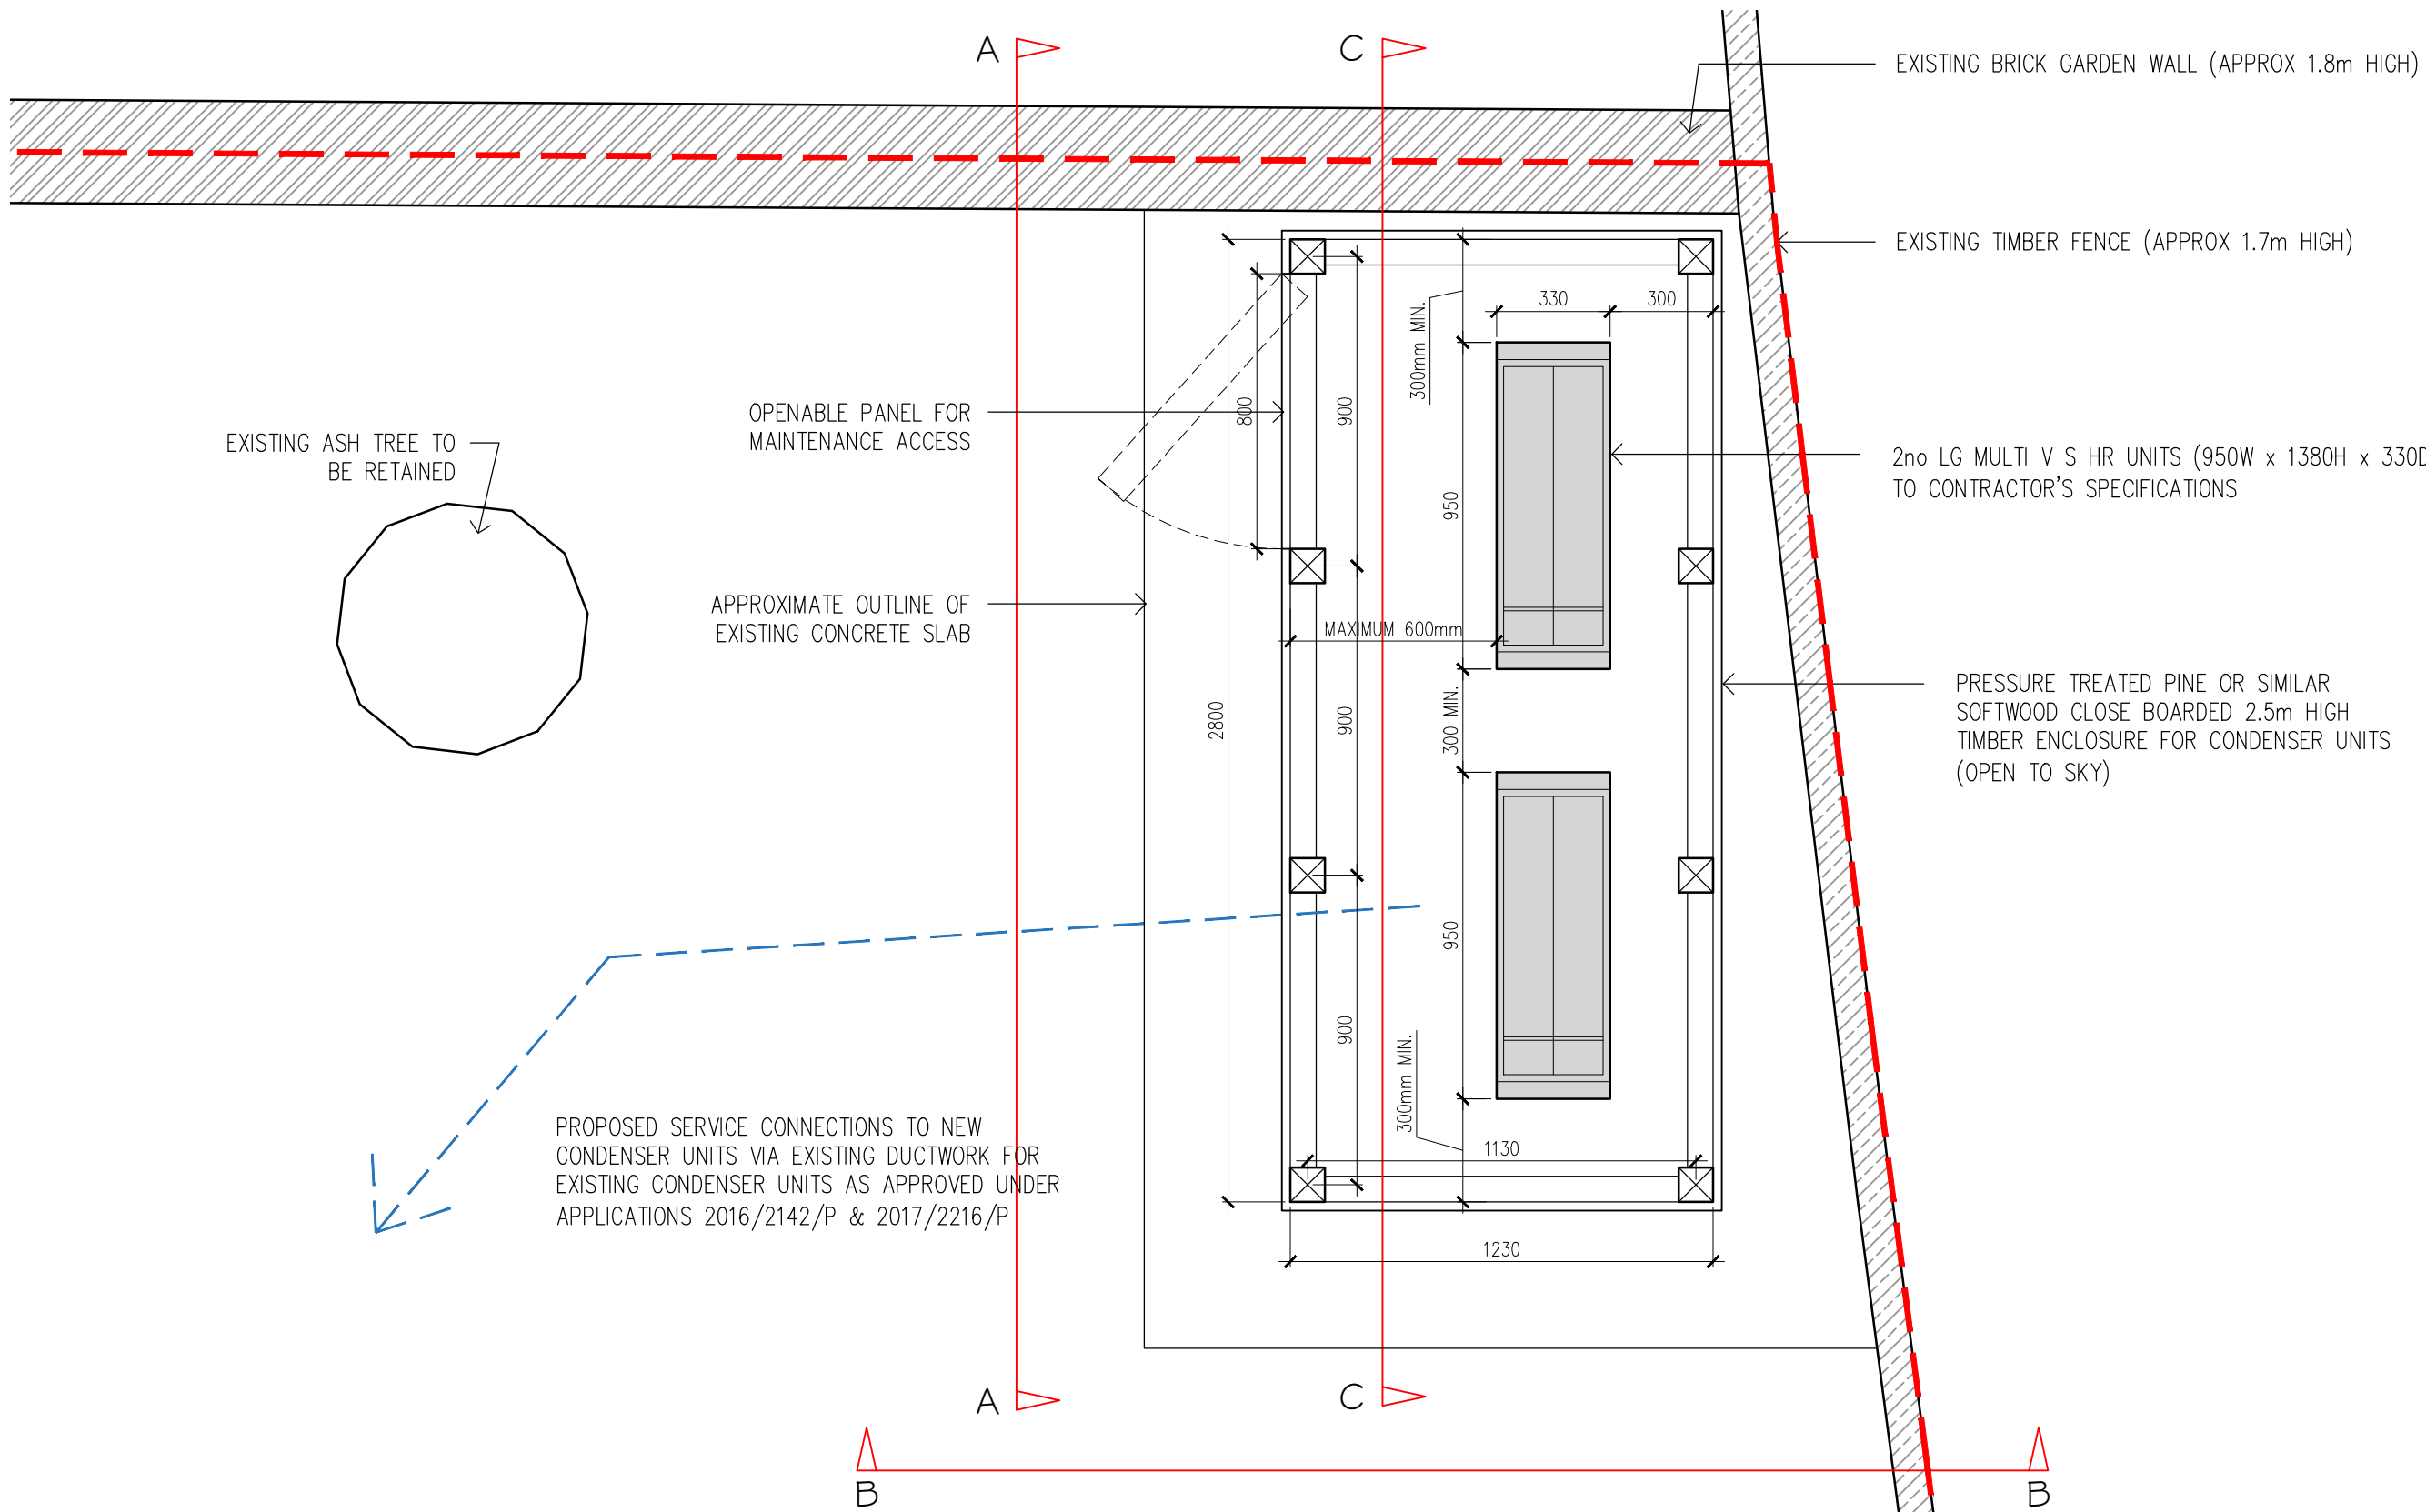 A
C
EXISTING BRICK GARDEN WALL (APPROX 1.8m HIGH)
EXISTING TIMBER FENCE (APPROX 1.7m HIGH)
330
300
300mm MIN.
OPENABLE PANEL FOR
MAINTENANCE ACCESS
800
900
EXISTING ASH TREE TO
BE RETAINED
2no LG MULTI V S HR UNITS (950W x 1380H x 330D
TO CONTRACTOR'S SPECIFICATIONS
950
APPROXIMATE OUTLINE OF
EXISTING CONCRETE SLAB
MAXIMUM 600mm
2800
900
300 MIN.
PRESSURE TREATED PINE OR SIMILAR
SOFTWOOD CLOSE BOARDED 2.5m HIGH
TIMBER ENCLOSURE FOR CONDENSER UNITS
(OPEN TO SKY)
950
900
300mm MIN.
PROPOSED SERVICE CONNECTIONS TO NEW
CONDENSER UNITS VIA EXISTING DUCTWORK FOR
EXISTING CONDENSER UNITS AS APPROVED UNDER
APPLICATIONS 2016/2142/P & 2017/2216/P
1130
1230
A
C
B
B